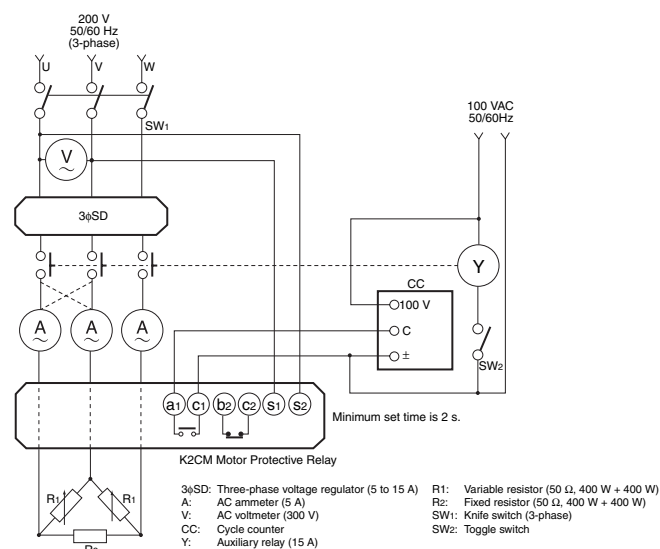 200 V
50/60 Hz
(3-phase)
U
V
W
SW1
V
3ϕSD
A
A
A
100 VAC
50/60Hz
Y
CC
100 V
C
±
SW2
a1
c1
b2
c2
s1
s2
Minimum set time is 2 s.
K2CM Motor Protective Relay
R1
R1
R2
3ϕSD: Three-phase voltage regulator (5 to 15 A)
A: AC ammeter (5 A)
V: AC voltmeter (300 V)
CC: Cycle counter
Y: Auxiliary relay (15 A)
R1: Variable resistor (50 Ω, 400 W + 400 W)
R2: Fixed resistor (50 Ω, 400 W + 400 W)
SW1: Knife switch (3-phase)
SW2: Toggle switch